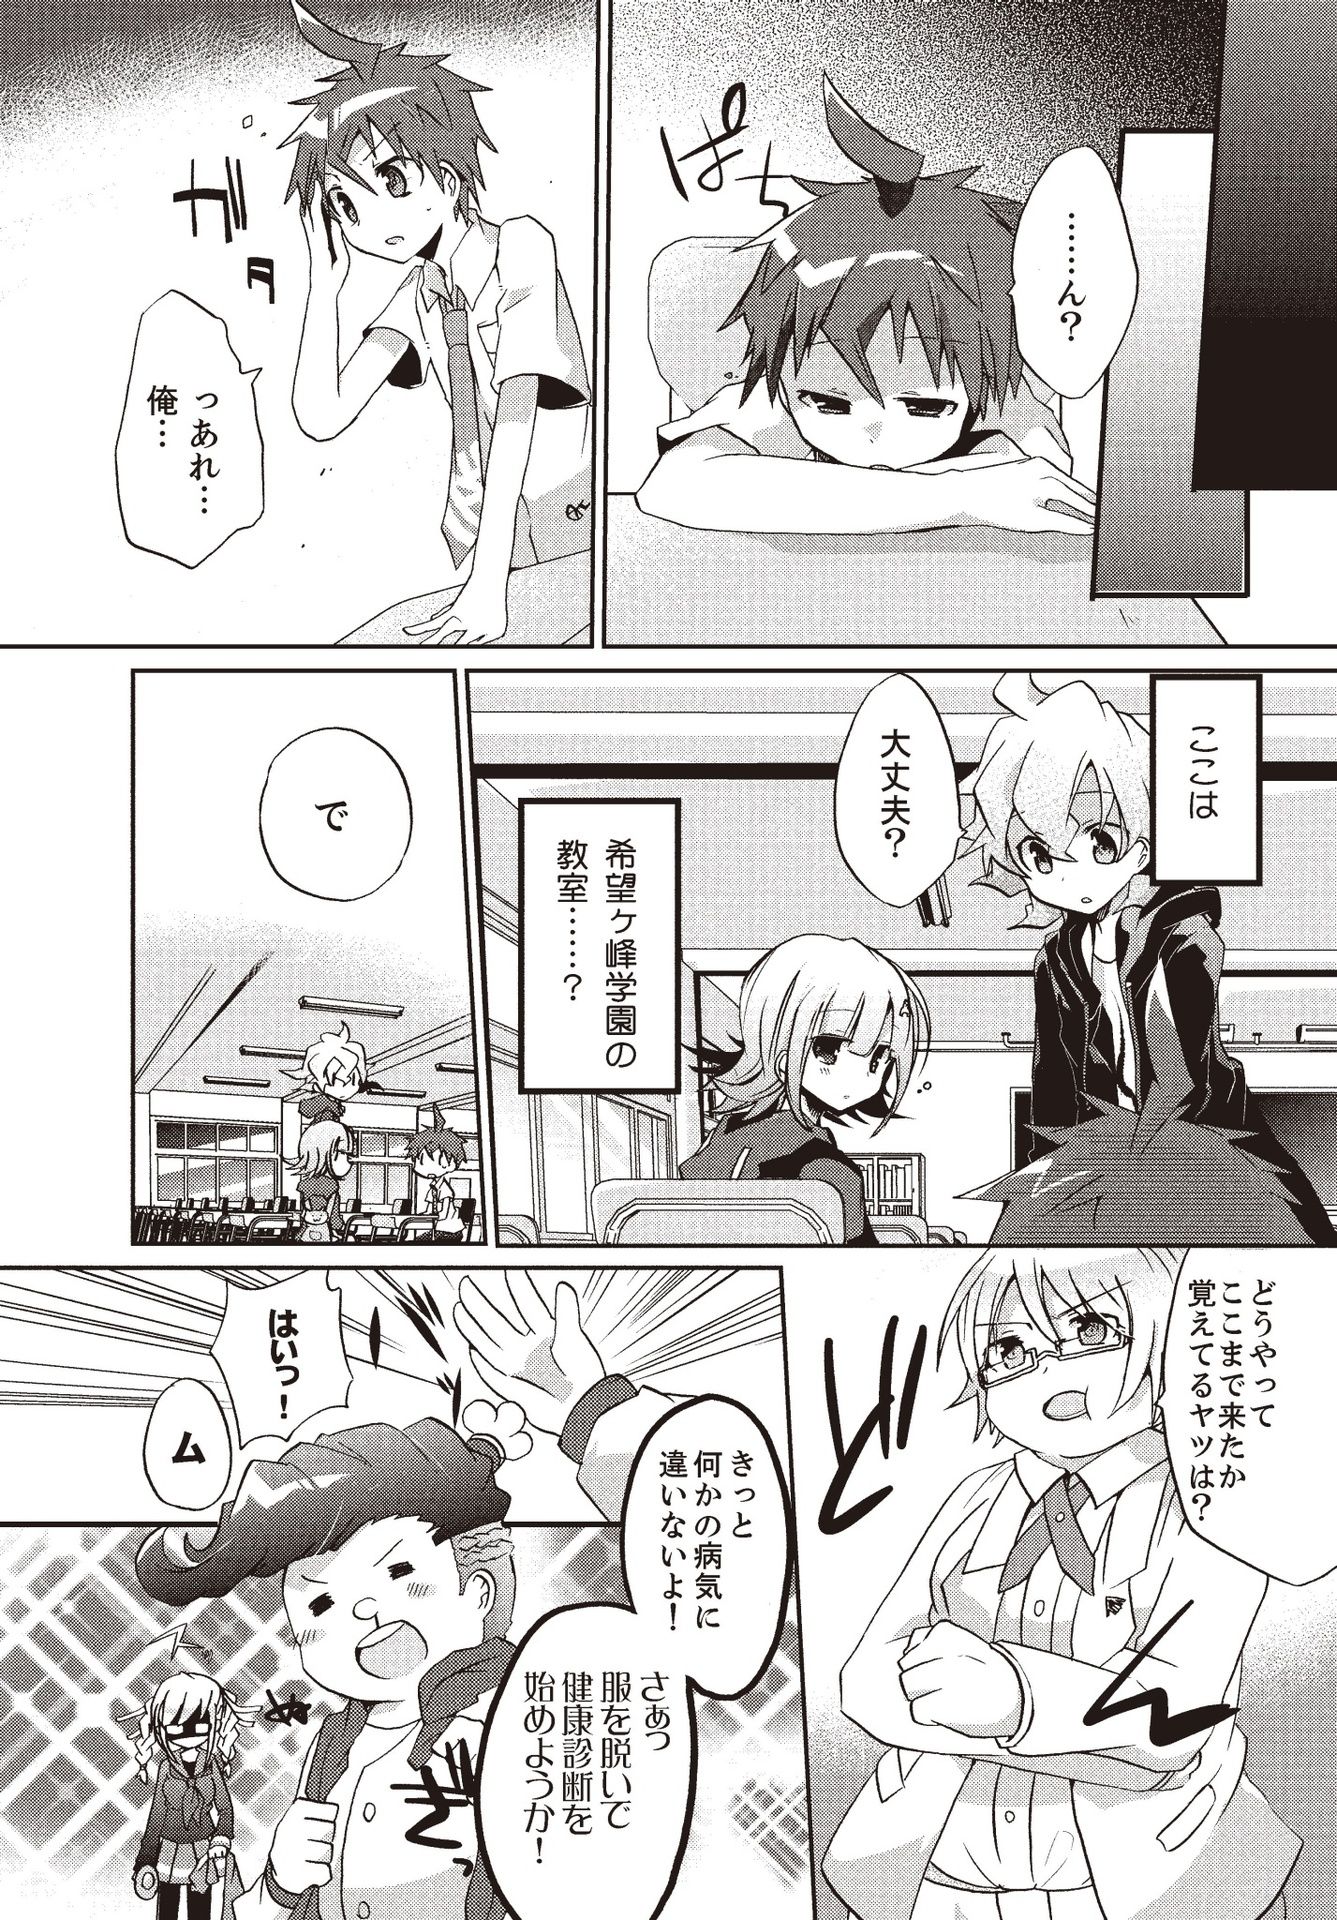 ……ん？
ぱち
ガタ
っあれ…
俺…
ここは
大丈夫？
希望ヶ峰学園の
教室……？
で
どうやって
ここまで来たか
覚えてるヤツは？
はいっ！
ム
きっと
何かの病気に
違いないよ！
さあっ
服を脱いで
健康診断を
始めようか！
ぬっ